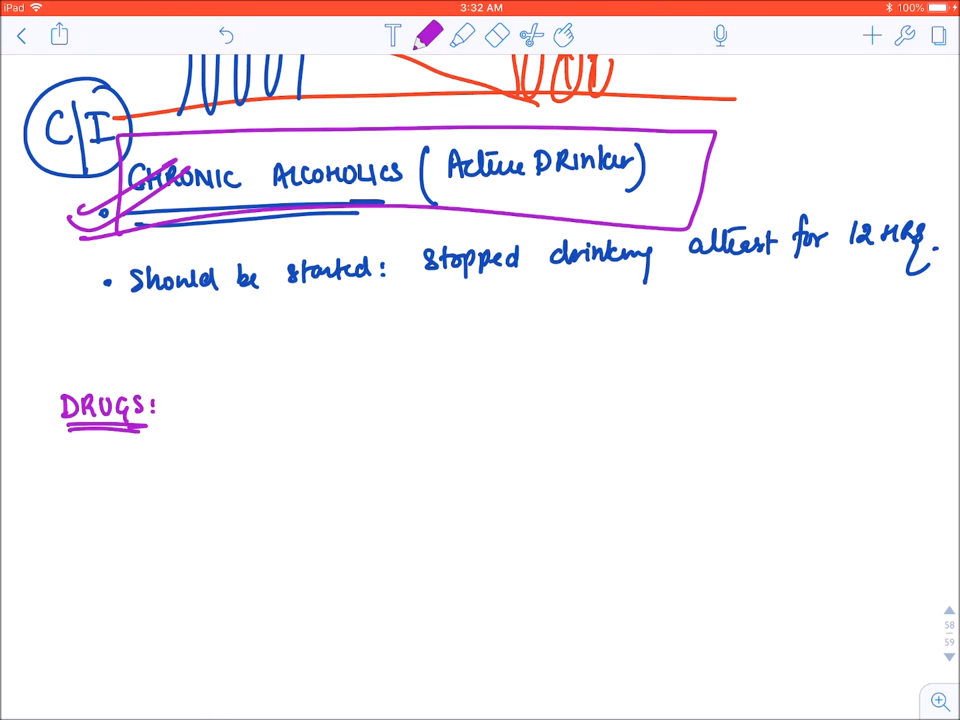 iPad 3:32 AM 100%
T
C/I
CHRONIC ALCOHOLICS (Active DRinker)
• Should be started: stopped drinking atleast for 12 HRS.
DRUGS:
58
59